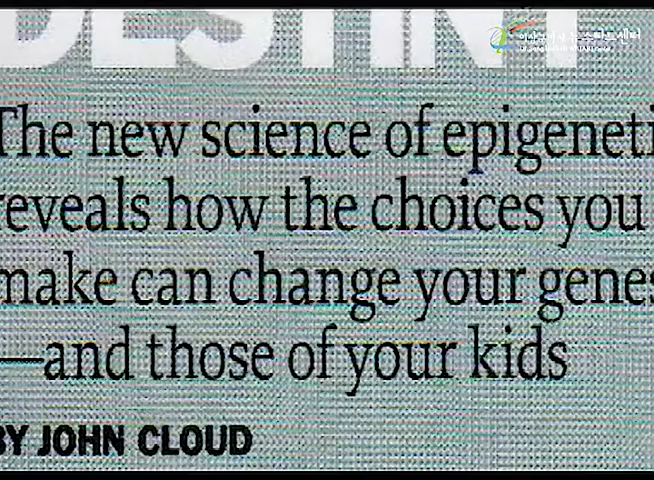 DESTINY
The new science of epigeneti
reveals how the choices you
make can change your genes
—and those of your kids
BY JOHN CLOUD